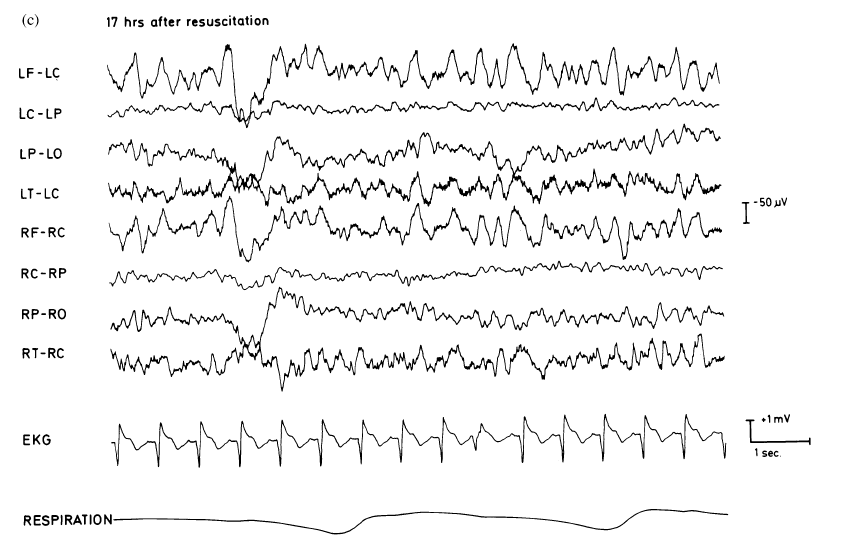 (c) 17 hrs after resuscitation
LF-LC
LC-LP
LP-LO
LT-LC
-50 μV
RF-RC
RC-RP
RP-RO
RT-RC
+1 mV
EKG
1 sec.
RESPIRATION